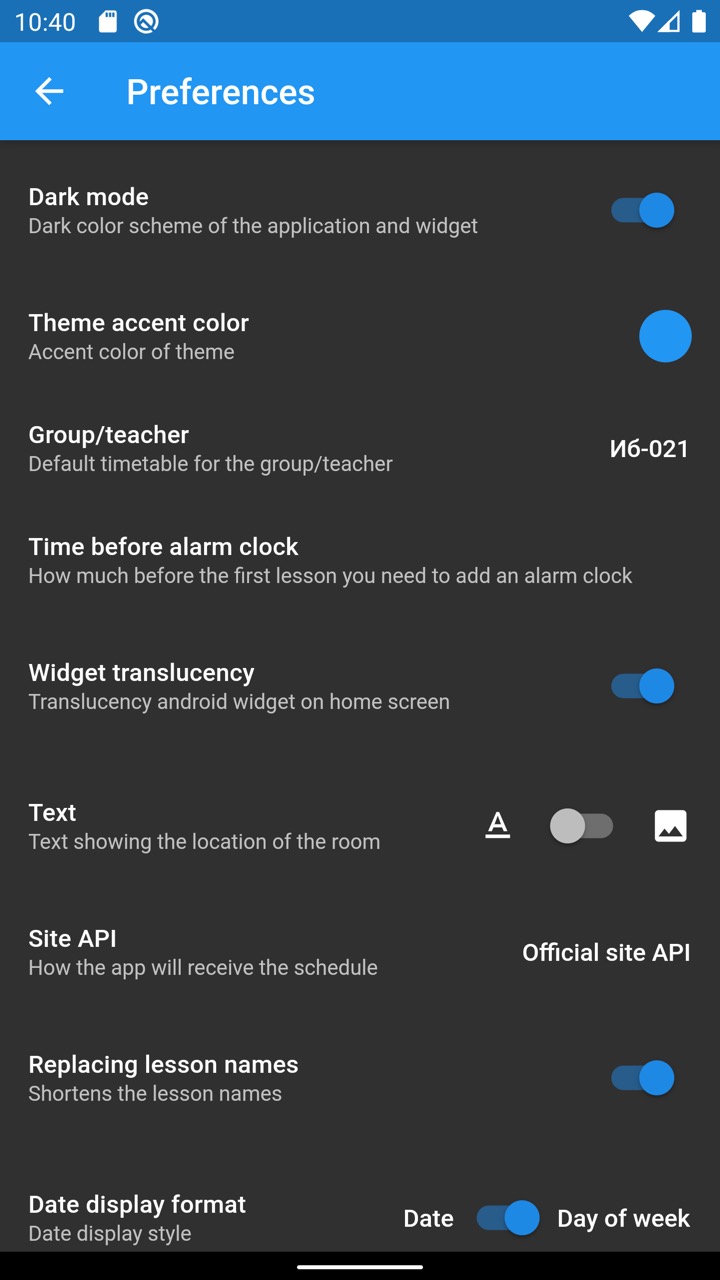 10:40
Preferences
Dark mode
Dark color scheme of the application and widget
Theme accent color
Accent color of theme
Group/teacher
Default timetable for the group/teacher
Иб-021
Time before alarm clock
How much before the first lesson you need to add an alarm clock
Widget translucency
Translucency android widget on home screen
Text
Text showing the location of the room
A
Site API
How the app will receive the schedule
Official site API
Replacing lesson names
Shortens the lesson names
Date display format
Date display style
Date
Day of week